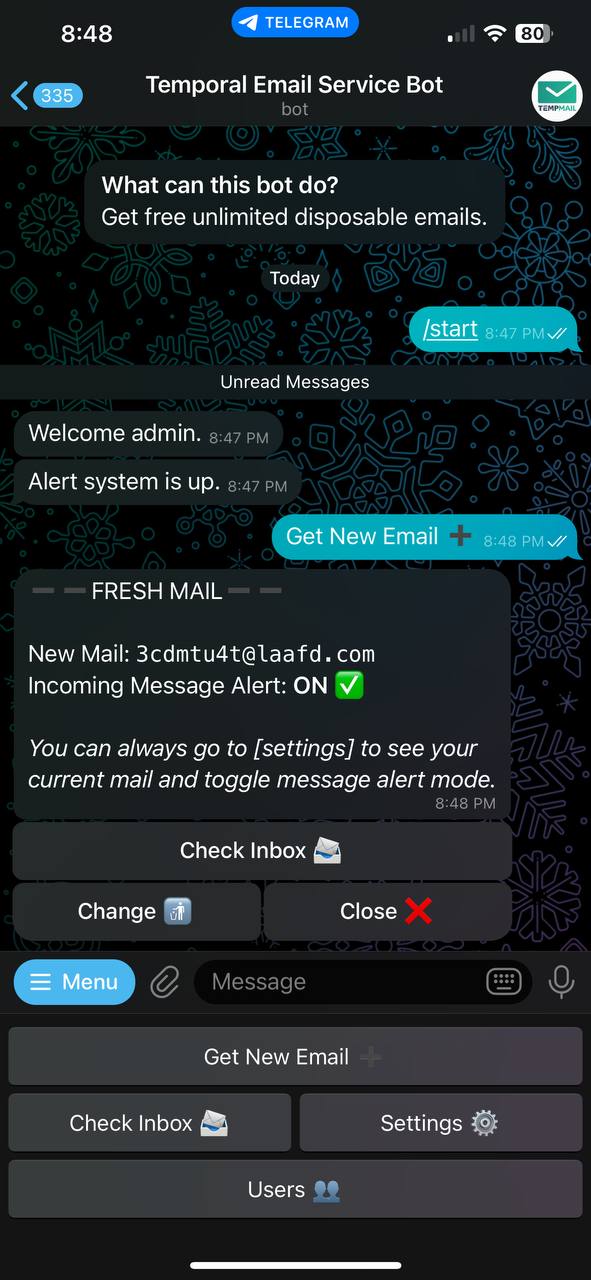 8:48
TELEGRAM
80
335
Temporal Email Service Bot
bot
TEMPMAIL
What can this bot do?
Get free unlimited disposable emails.
Today
/start 8:47 PM
Unread Messages
Welcome admin. 8:47 PM
Alert system is up. 8:47 PM
Get New Email ➕ 8:48 PM
➖➖FRESH MAIL➖➖
New Mail: 3cdmtu4t@laafd.com
Incoming Message Alert: ON ✅
You can always go to [settings] to see your
current mail and toggle message alert mode.
8:48 PM
Check Inbox 📨
Change 🚮
Close ❌
Menu
Message
Get New Email ➕
Check Inbox 📨
Settings ⚙️
Users 👥